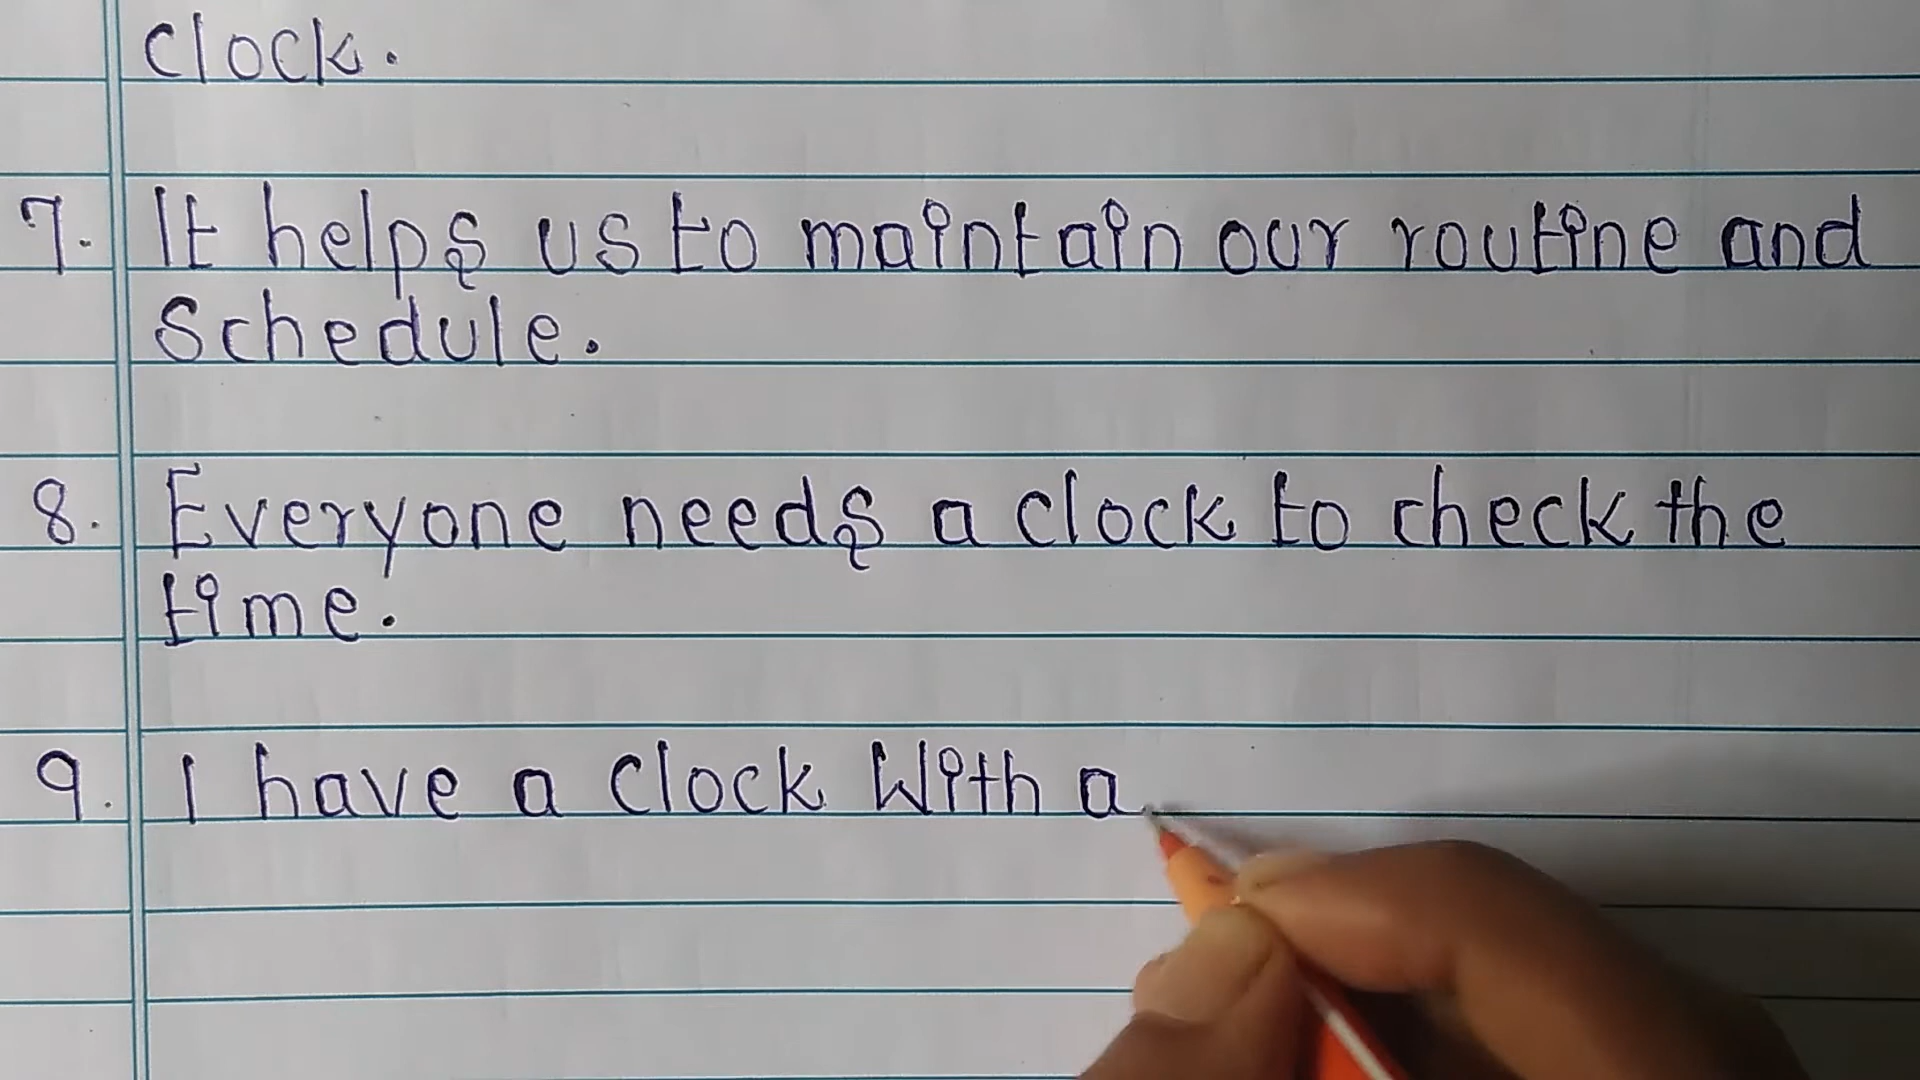 clock.
7. It helps us to maintain our routine and
Schedule.
8. Everyone needs a clock to check the
time.
9. I have a clock With a